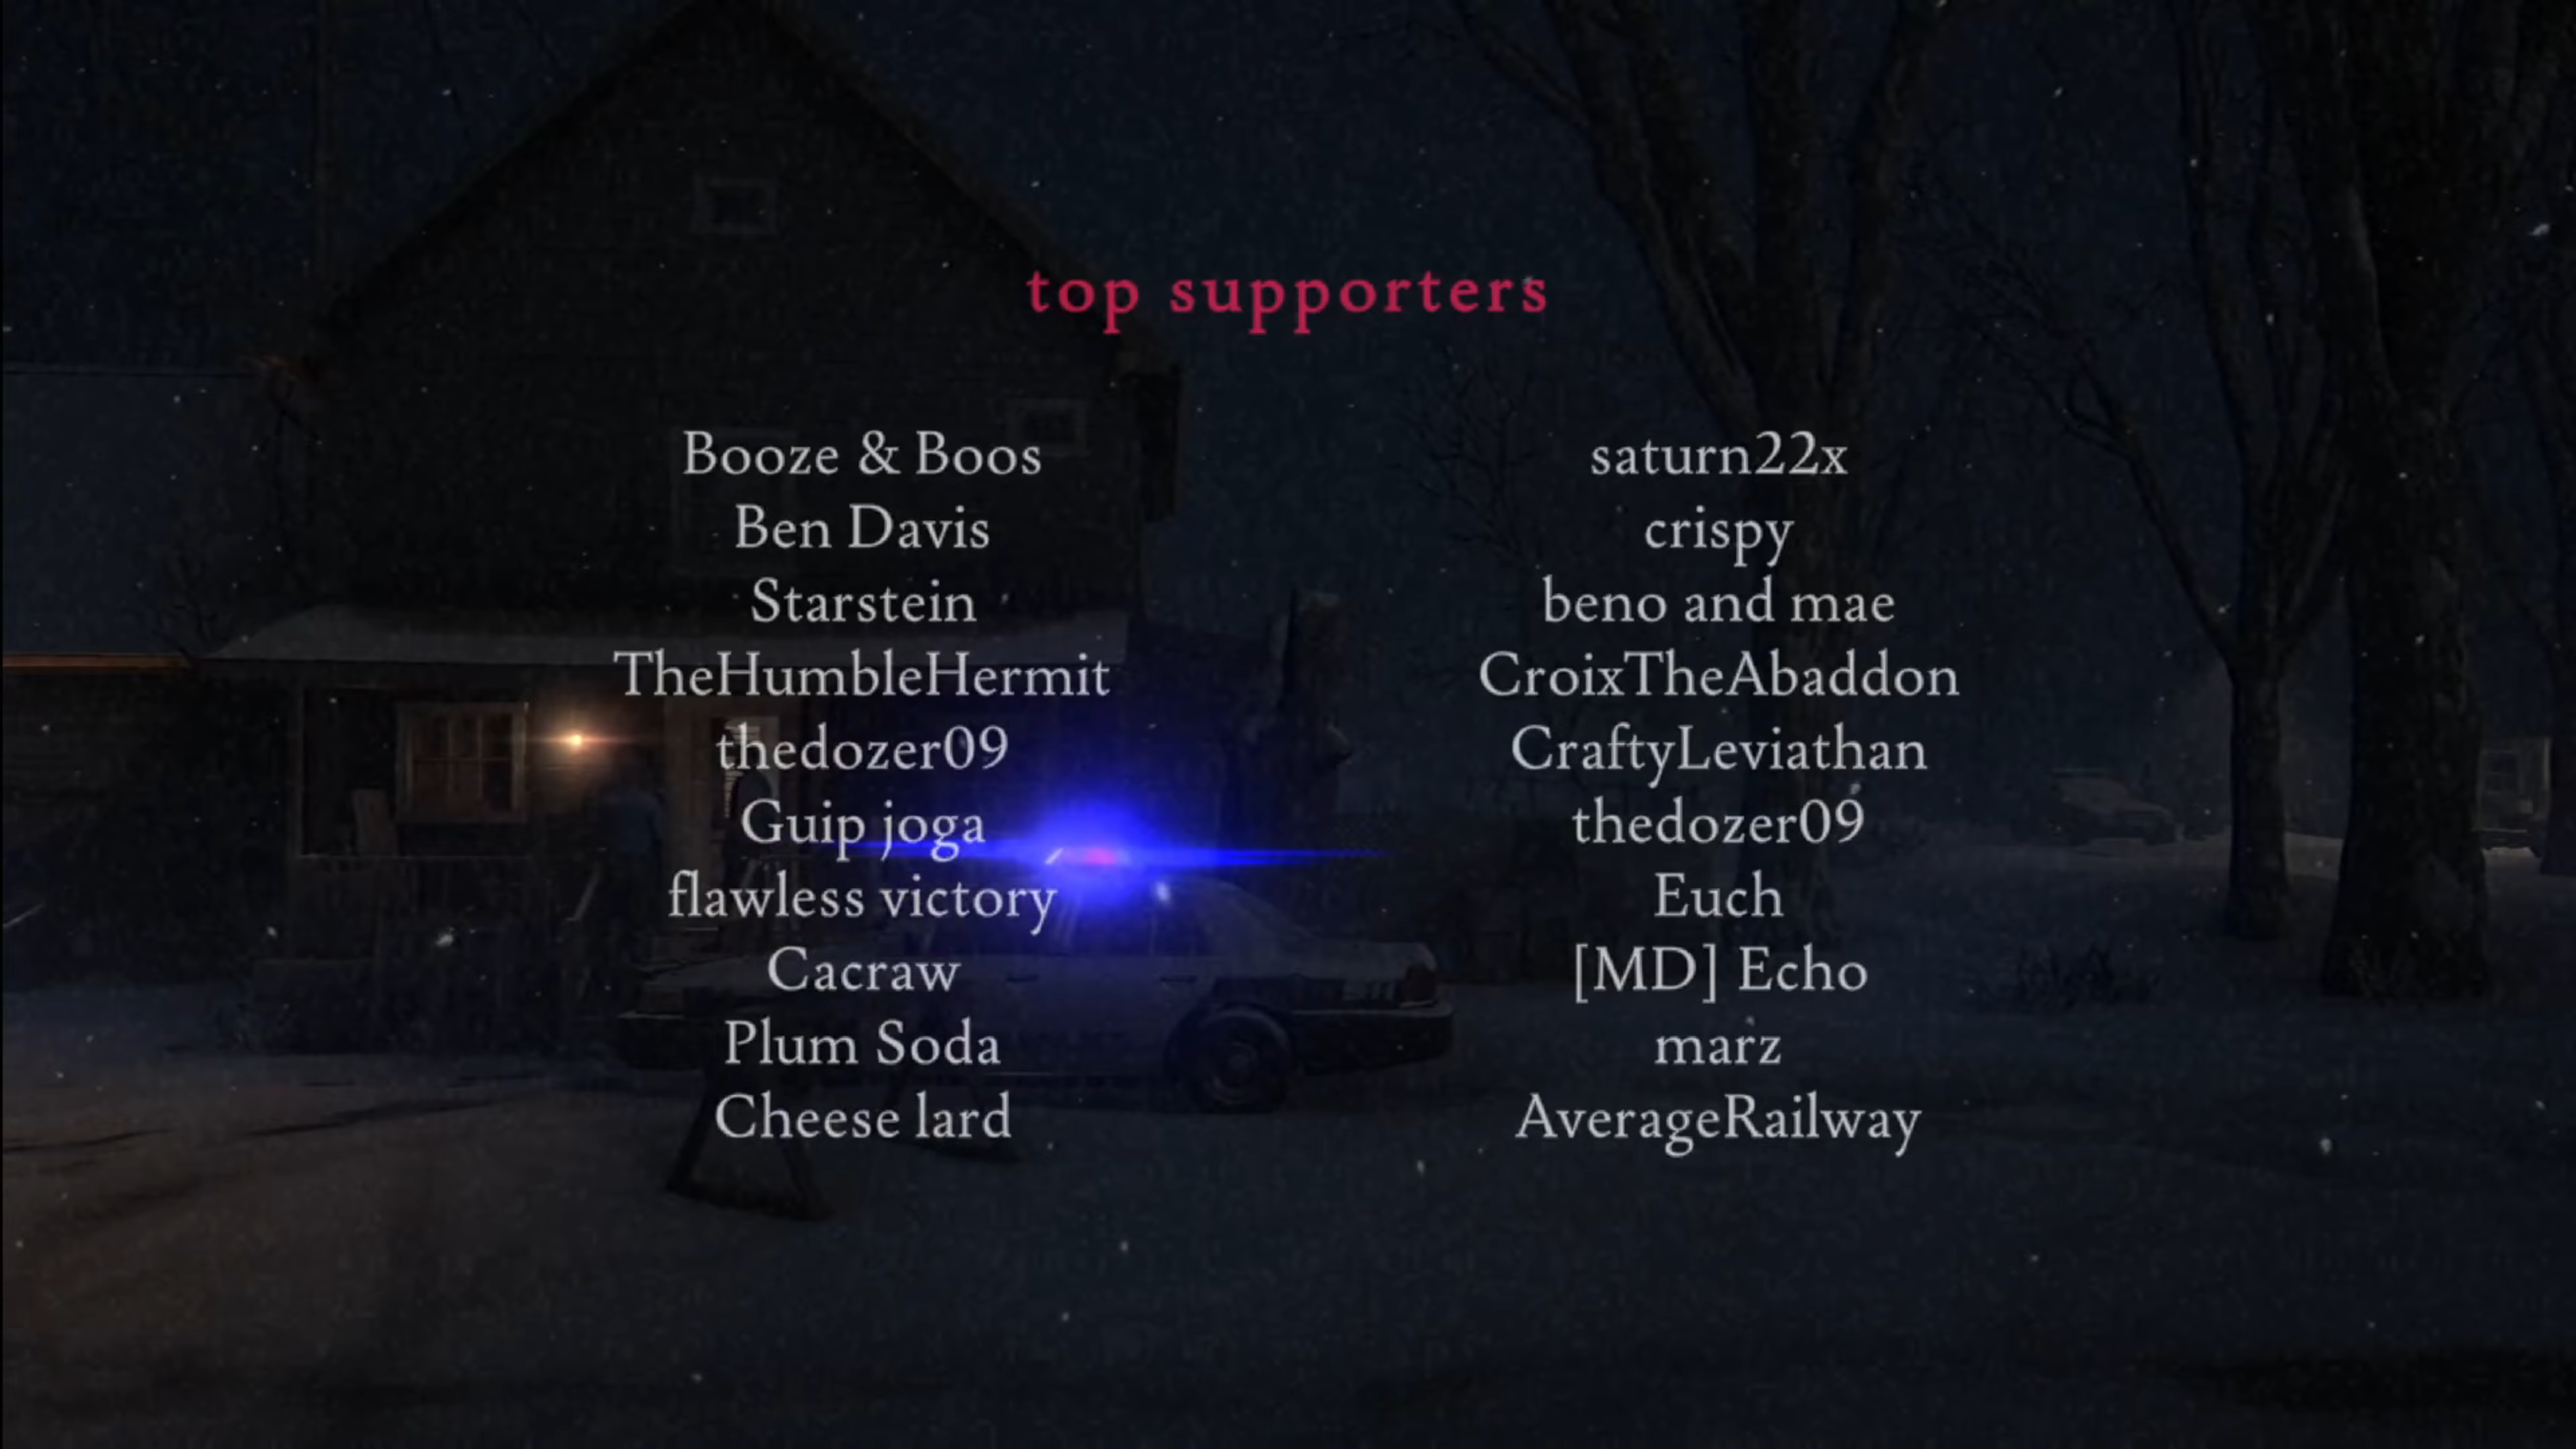 top supporters
Booze & Boos
Ben Davis
Starstein
TheHumbleHermit
thedozer09
Guip joga
flawless victory
Cacraw
Plum Soda
Cheese lard
saturn22x
crispy
beno and mae
CroixTheAbaddon
CraftyLeviathan
thedozer09
Euch
[MD] Echo
marz
AverageRailway